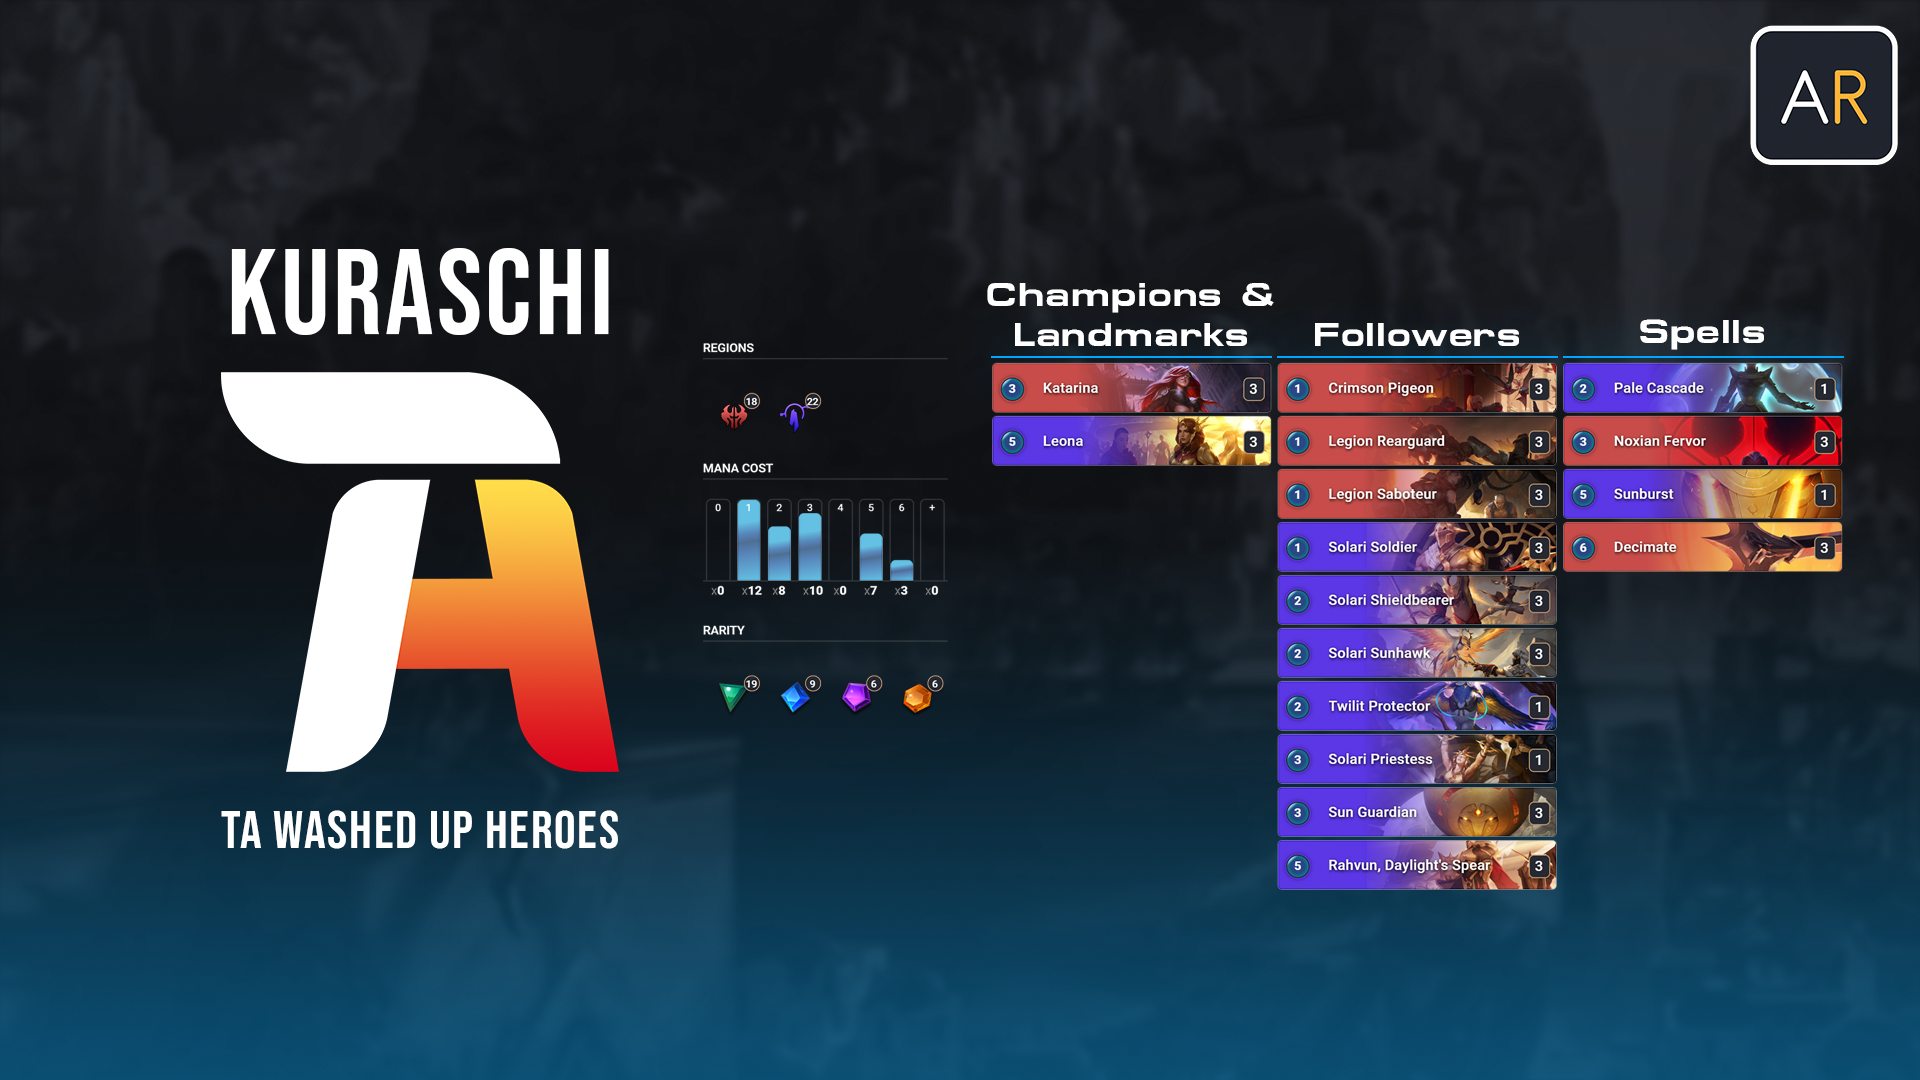 AR
KURASCHI
TA
TA WASHED UP HEROES
REGIONS
18 22
MANA COST
0 1 2 3 4 5 6 +
x0 x12 x8 x10 x0 x7 x3 x0
RARITY
19 9 6 6
Champions &
Landmarks
3 Katarina 3
5 Leona 3
Followers
1 Crimson Pigeon 3
1 Legion Rearguard 3
1 Legion Saboteur 3
1 Solari Soldier 3
2 Solari Shieldbearer 3
2 Solari Sunhawk 3
2 Twilit Protector 1
3 Solari Priestess 1
3 Sun Guardian 3
5 Rahvun, Daylight's Spear 3
Spells
2 Pale Cascade 1
3 Noxian Fervor 3
5 Sunburst 1
6 Decimate 3